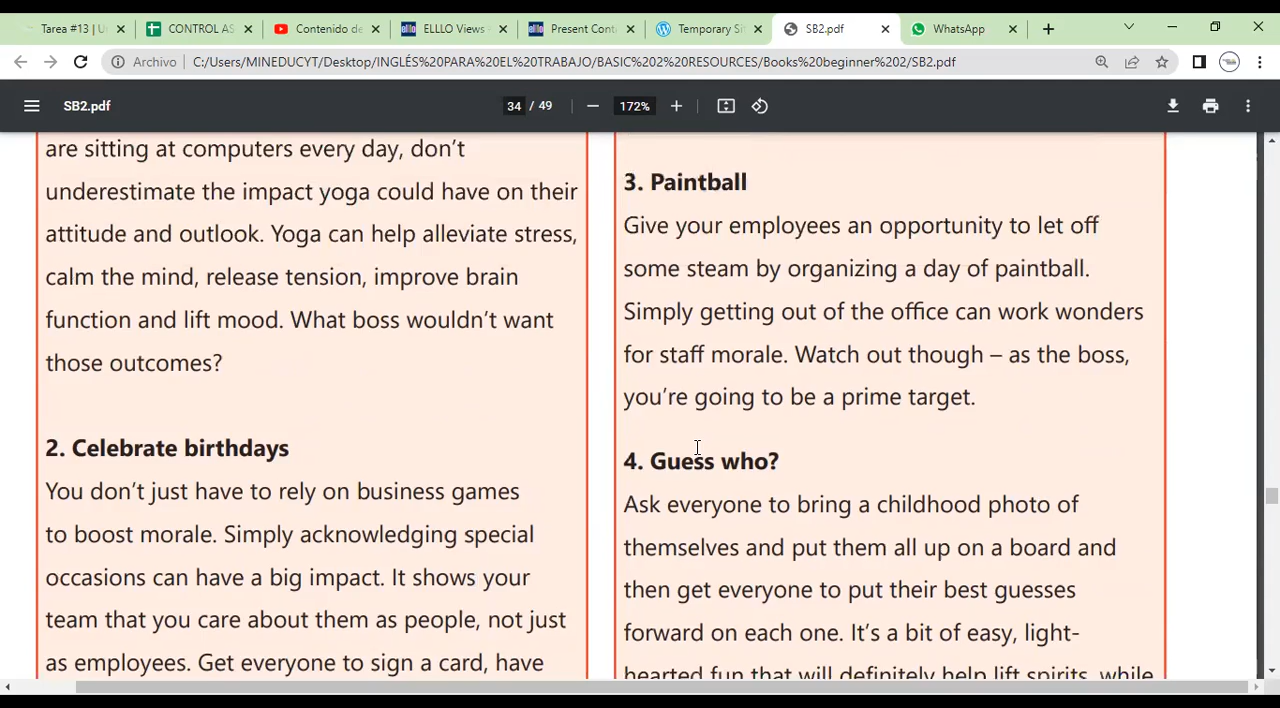 Tarea #13 | U
CONTROL AS
Contenido de
ELLLO Views
Present Cont
Temporary Si
SB2.pdf
WhatsApp
Archivo | C:/Users/MINEDUCYT/Desktop/INGLÉS%20PARA%20EL%20TRABAJO/BASIC%202%20RESOURCES/Books%20beginner%202/SB2.pdf
SB2.pdf
34 / 49
172%
are sitting at computers every day, don't
underestimate the impact yoga could have on their
attitude and outlook. Yoga can help alleviate stress,
calm the mind, release tension, improve brain
function and lift mood. What boss wouldn't want
those outcomes?
2. Celebrate birthdays
You don't just have to rely on business games
to boost morale. Simply acknowledging special
occasions can have a big impact. It shows your
team that you care about them as people, not just
as employees. Get everyone to sign a card, have
3. Paintball
Give your employees an opportunity to let off
some steam by organizing a day of paintball.
Simply getting out of the office can work wonders
for staff morale. Watch out though – as the boss,
you're going to be a prime target.
4. Guess who?
Ask everyone to bring a childhood photo of
themselves and put them all up on a board and
then get everyone to put their best guesses
forward on each one. It's a bit of easy, light-
hearted fun that will definitely help lift spirits, while